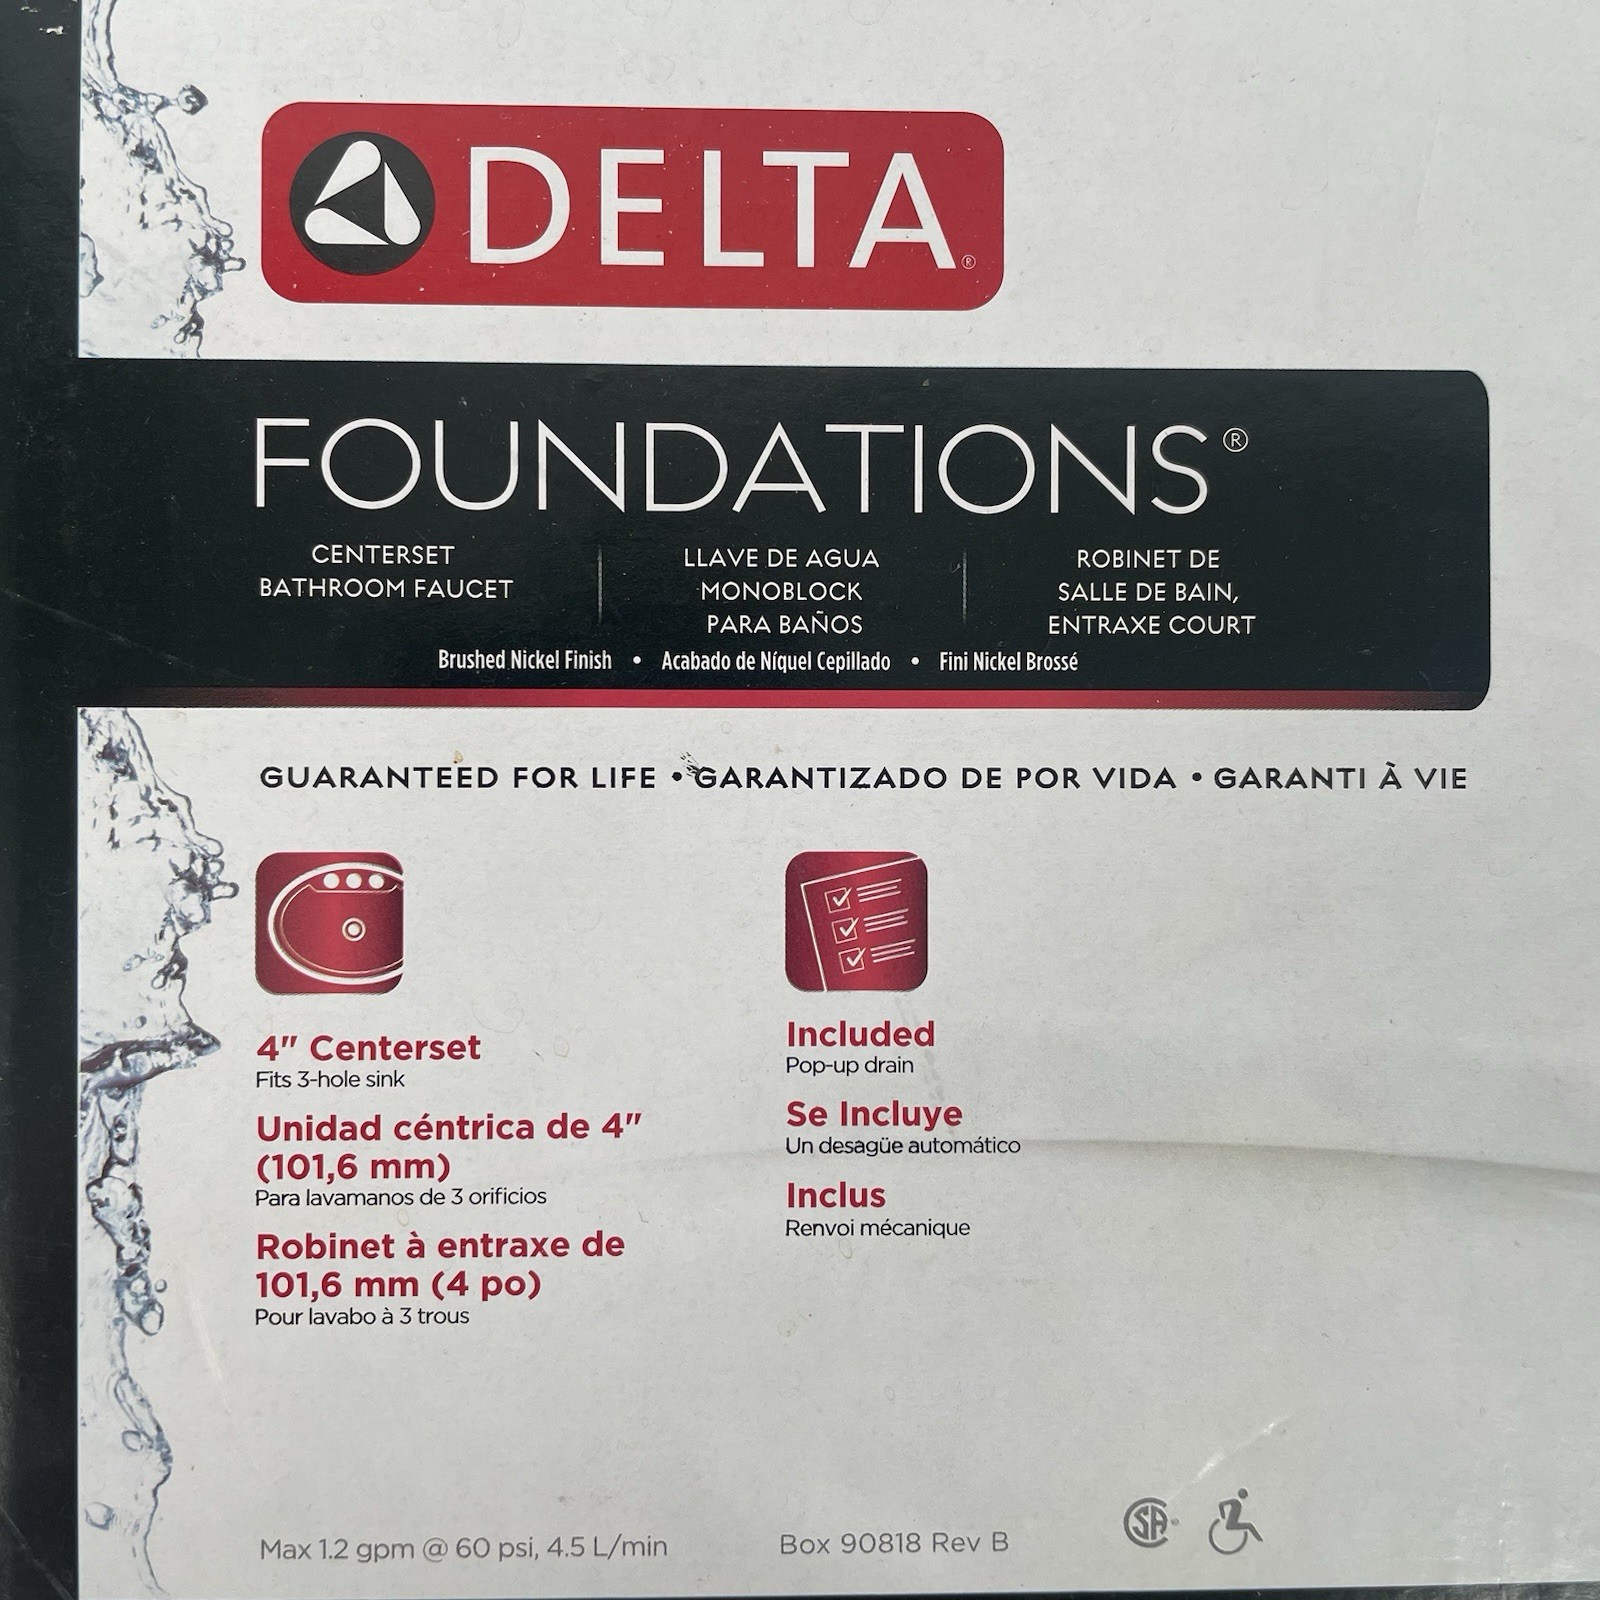 DELTA®
FOUNDATIONS®
CENTERSET
BATHROOM FAUCET
LLAVE DE AGUA
MONOBLOCK
PARA BAÑOS
ROBINET DE
SALLE DE BAIN,
ENTRAXE COURT
Brushed Nickel Finish • Acabado de Níquel Cepillado • Fini Nickel Brossé
GUARANTEED FOR LIFE • GARANTIZADO DE POR VIDA • GARANTI À VIE
4" Centerset
Fits 3-hole sink
Unidad céntrica de 4"
(101,6 mm)
Para lavamanos de 3 orificios
Robinet à entraxe de
101,6 mm (4 po)
Pour lavabo à 3 trous
Included
Pop-up drain
Se Incluye
Un desagüe automático
Inclus
Renvoi mécanique
Max 1.2 gpm @ 60 psi, 4.5 L/min
Box 90818 Rev B
CSA®